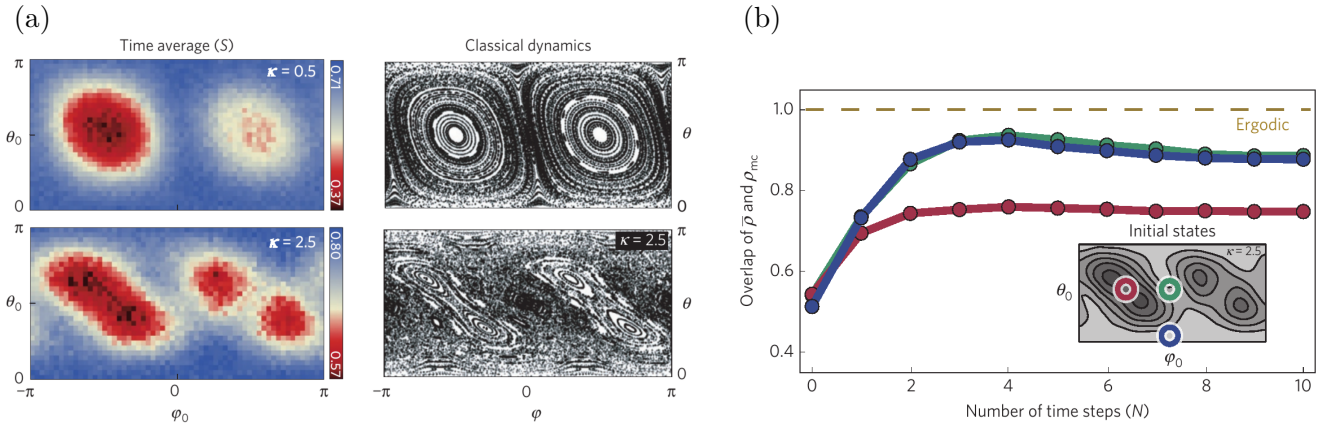 (a)
Time average (S)
Classical dynamics
π
κ = 0.5
0.71
π
θ₀
θ
0
0.37
0
π
κ = 2.5
0.80
κ = 2.5
π
θ₀
θ
0
0.57
0
−π
0
π
−π
0
π
φ₀
φ
(b)
1.0
Ergodic
0.8
0.6
0.4
Overlap of ρ̅ and ρmc
Initial states
κ = 2.5
θ₀
φ₀
0
2
4
6
8
10
Number of time steps (N)